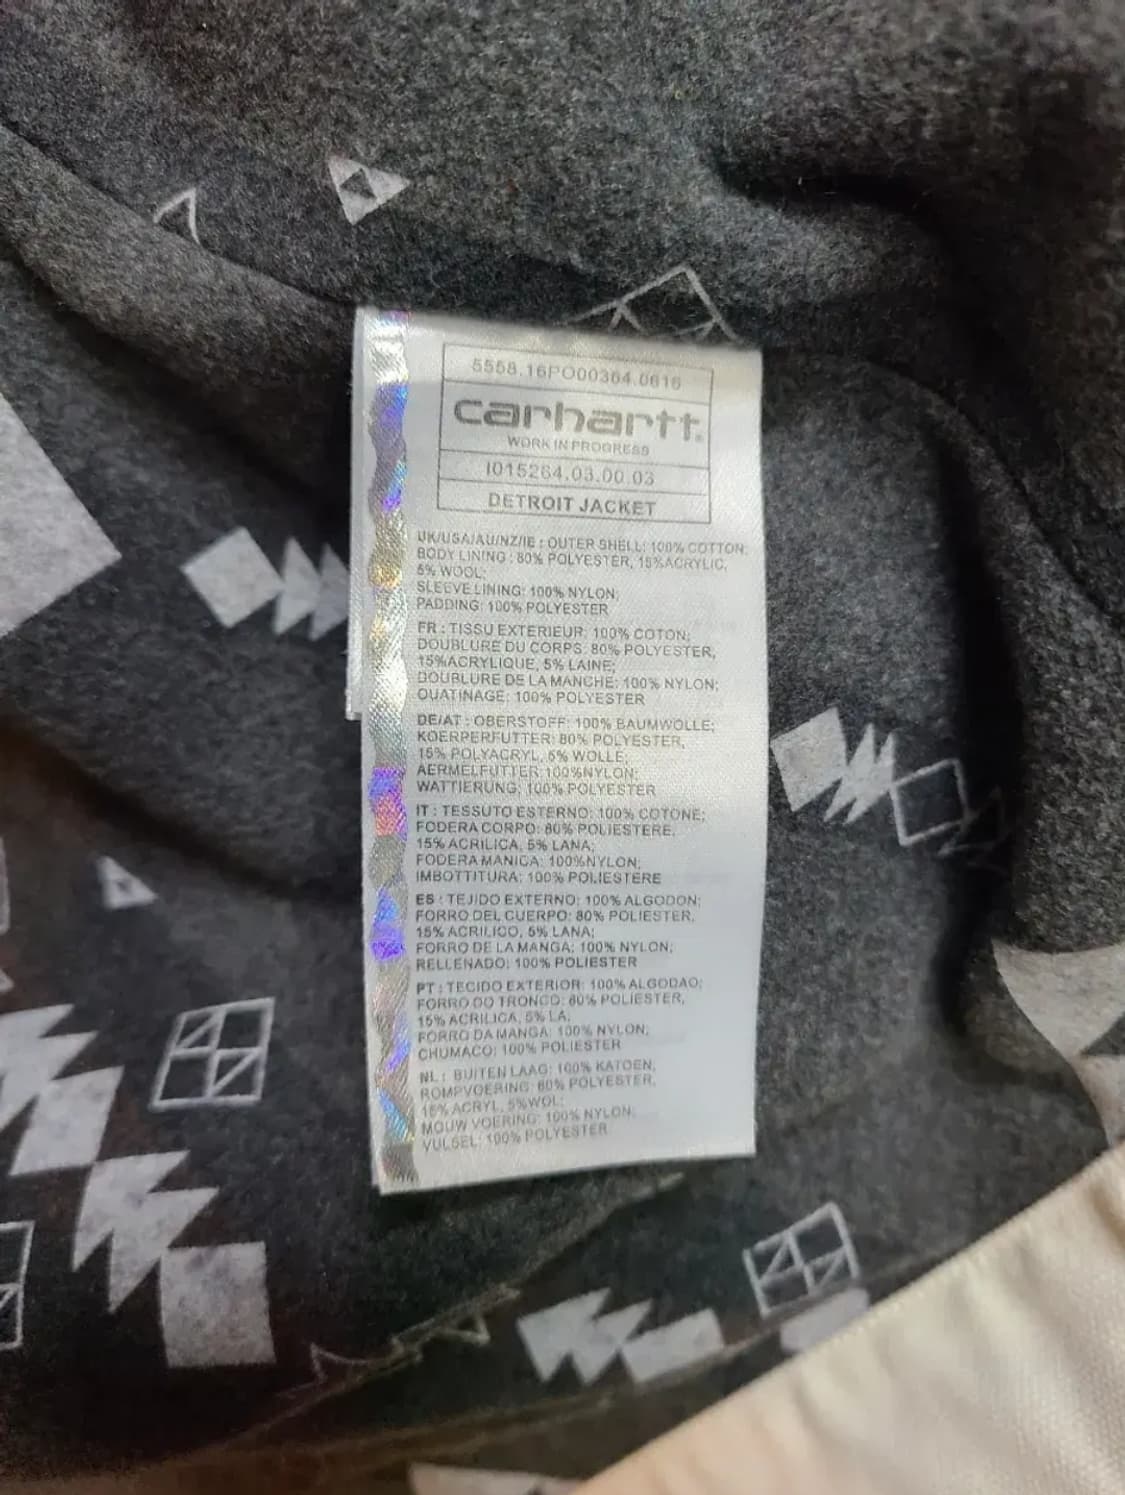 5558.16PO00364.0616
carhartt.
WORK IN PROGRESS
I015264.03.00.03
DETROIT JACKET
UK/USA/AU/NZ/IE : OUTER SHELL: 100% COTTON;
BODY LINING : 80% POLYESTER, 15%ACRYLIC,
5% WOOL;
SLEEVE LINING: 100% NYLON;
PADDING: 100% POLYESTER
FR : TISSU EXTERIEUR: 100% COTON;
DOUBLURE DU CORPS: 80% POLYESTER,
15%ACRYLIQUE, 5% LAINE;
DOUBLURE DE LA MANCHE: 100% NYLON;
OUATINAGE: 100% POLYESTER
DE/AT : OBERSTOFF: 100% BAUMWOLLE;
KOERPERFUTTER: 80% POLYESTER,
15% POLYACRYL, 5% WOLLE;
AERMELFUTTER:100%NYLON;
WATTIERUNG: 100% POLYESTER
IT : TESSUTO ESTERNO: 100% COTONE;
FODERA CORPO: 80% POLIESTERE,
15% ACRILICA, 5% LANA;
FODERA MANICA: 100%NYLON;
IMBOTTITURA: 100% POLIESTERE
ES : TEJIDO EXTERNO: 100% ALGODON;
FORRO DEL CUERPO: 80% POLIESTER,
15% ACRILICO, 5% LANA;
FORRO DE LA MANGA: 100% NYLON;
RELLENADO: 100% POLIESTER
PT : TECIDO EXTERIOR: 100% ALGODAO;
FORRO DO TRONCO: 80% POLIESTER,
15% ACRILICA, 5% LA;
FORRO DA MANGA: 100% NYLON;
CHUMACO: 100% POLIESTER
NL : BUITEN LAAG: 100% KATOEN,
ROMPVOERING: 80% POLYESTER,
15% ACRYL, 5%WOL;
MOUW VOERING: 100% NYLON;
VULSEL: 100% POLYESTER